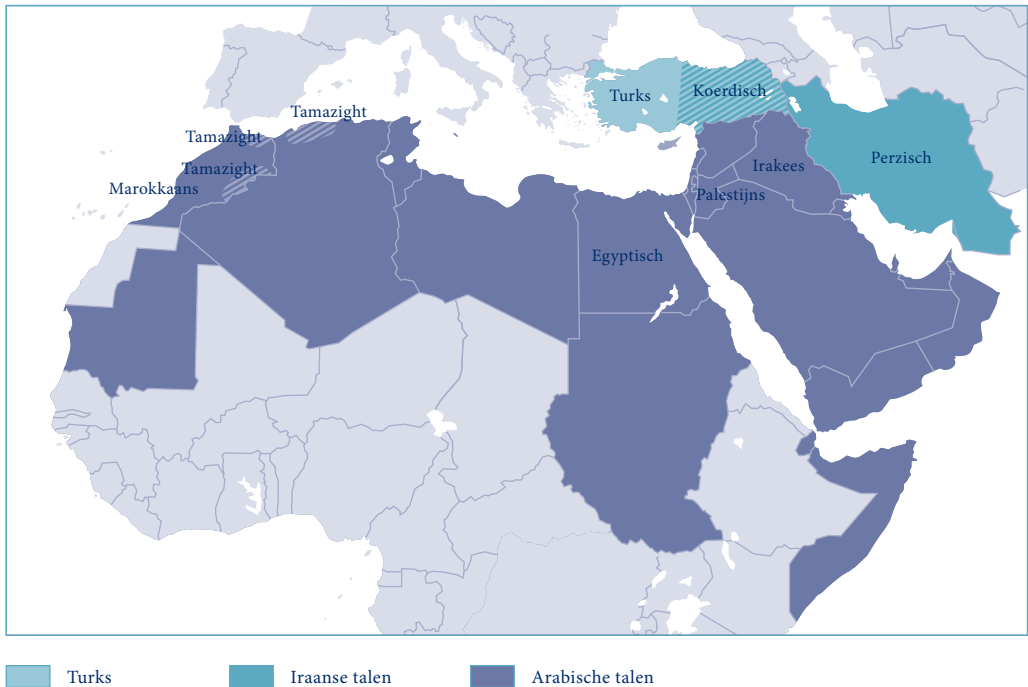 Turks
Koerdisch
Tamazight
Tamazight
Tamazight
Marokkaans
Irakees
Perzisch
Palestijns
Egyptisch
Turks
Iraanse talen
Arabische talen